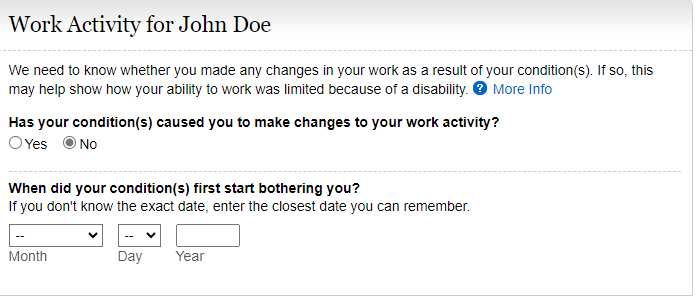 Work Activity for John Doe
We need to know whether you made any changes in your work as a result of your condition(s). If so, this
may help show how your ability to work was limited because of a disability. ? More Info
Has your condition(s) caused you to make changes to your work activity?
Yes No
When did your condition(s) first start bothering you?
If you don't know the exact date, enter the closest date you can remember.
-- --
Month Day Year